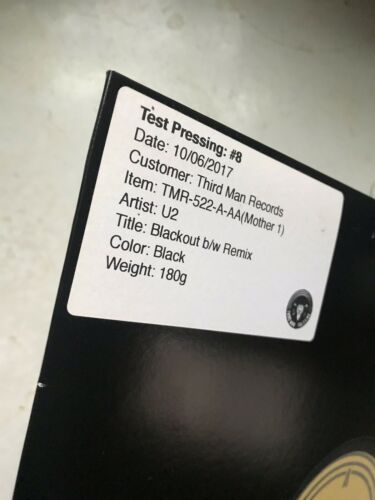 Test Pressing: #8
Date: 10/06/2017
Customer: Third Man Records
Item: TMR-522-A-AA(Mother 1)
Artist: U2
Title: Blackout b/w Remix
Color: Black
Weight: 180g